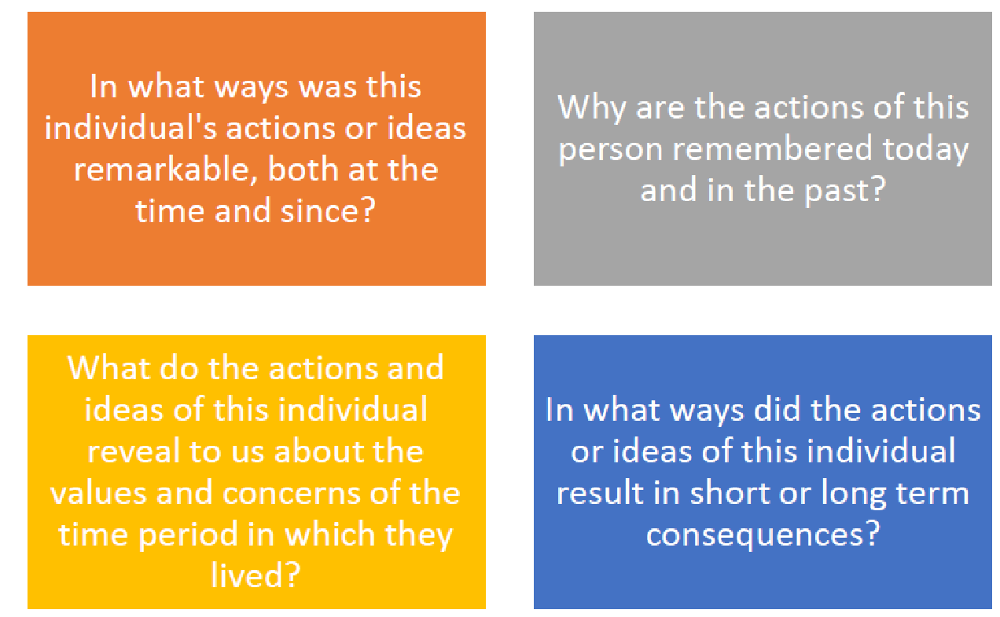 In what ways was this
individual's actions or ideas
remarkable, both at the
time and since?
Why are the actions of this
person remembered today
and in the past?
What do the actions and
ideas of this individual
reveal to us about the
values and concerns of the
time period in which they
lived?
In what ways did the actions
or ideas of this individual
result in short or long term
consequences?